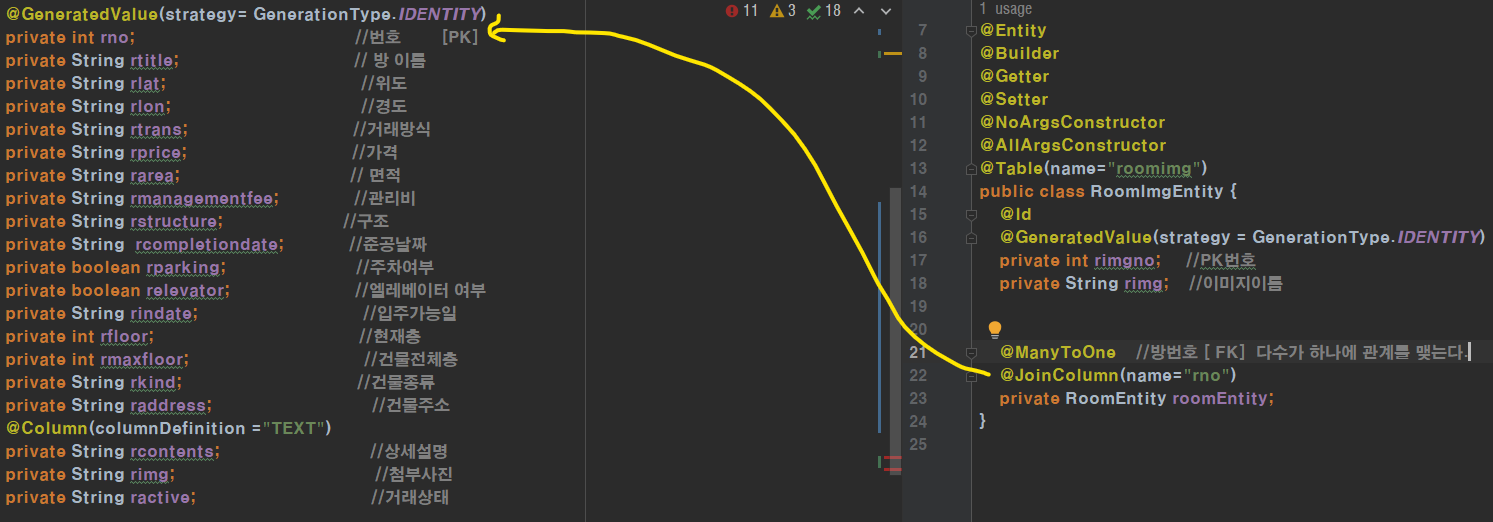 @GeneratedValue(strategy= GenerationType.IDENTITY)
private int rno; //번호 [PK]
private String rtitle; // 방 이름
private String rlat; //위도
private String rlon; //경도
private String rtrans; //거래방식
private String rprice; //가격
private String rarea; // 면적
private String rmanagementfee; //관리비
private String rstructure; //구조
private String rcompletiondate; //준공날짜
private boolean rparking; //주차여부
private boolean relevator; //엘레베이터 여부
private String rindate; //입주가능일
private int rfloor; //현재층
private int rmaxfloor; //건물전체층
private String rkind; //건물종류
private String raddress; //건물주소
@Column(columnDefinition ="TEXT")
private String rcontents; //상세설명
private String rimg; //첨부사진
private String ractive; //거래상태
11 3 18
1 usage
7 @Entity
8 @Builder
9 @Getter
10 @Setter
11 @NoArgsConstructor
12 @AllArgsConstructor
13 @Table(name="roomimg")
14 public class RoomImgEntity {
15 @Id
16 @GeneratedValue(strategy = GenerationType.IDENTITY)
17 private int rimgno; //PK번호
18 private String rimg; //이미지이름
19
20
21 @ManyToOne //방번호 [ FK] 다수가 하나에 관계를 맺는다.
22 @JoinColumn(name="rno")
23 private RoomEntity roomEntity;
24 }
25